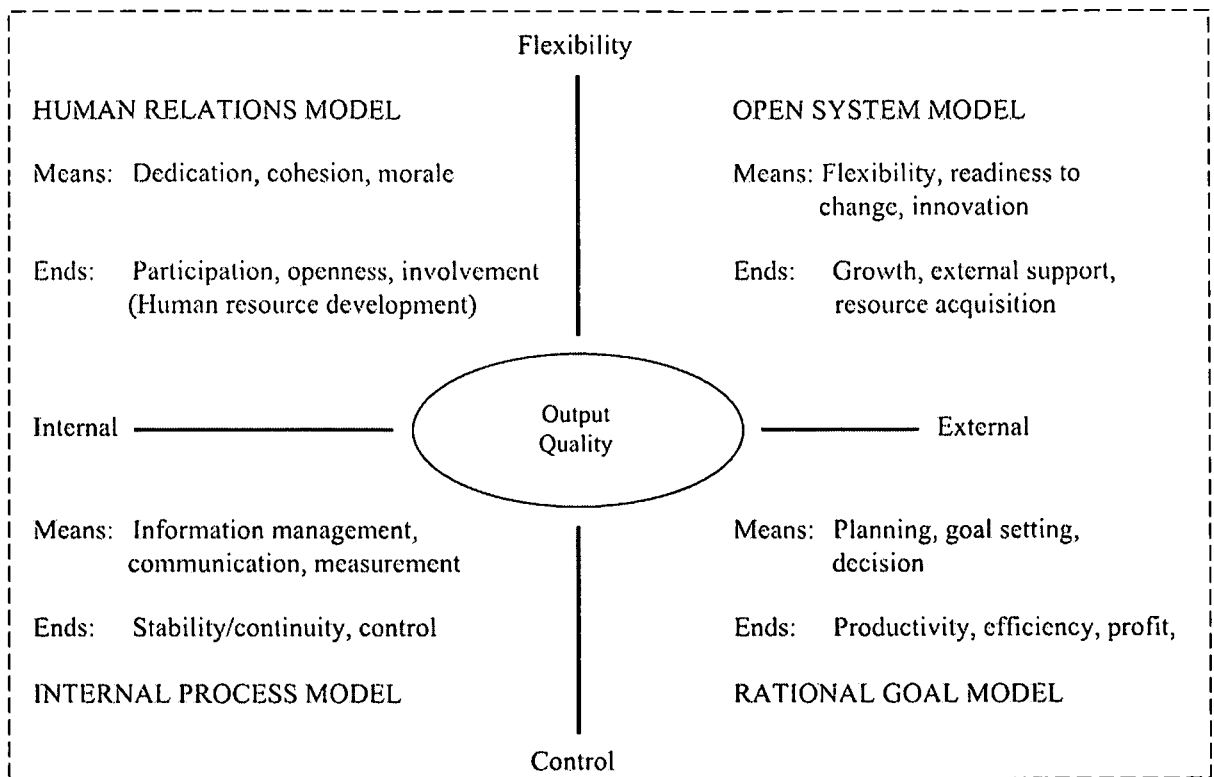 Flexibility
HUMAN RELATIONS MODEL
Means: Dedication, cohesion, morale
Ends: Participation, openness, involvement
(Human resource development)
OPEN SYSTEM MODEL
Means: Flexibility, readiness to
change, innovation
Ends: Growth, external support,
resource acquisition
Internal
Output
Quality
External
Means: Information management,
communication, measurement
Ends: Stability/continuity, control
INTERNAL PROCESS MODEL
Means: Planning, goal setting,
decision
Ends: Productivity, efficiency, profit,
RATIONAL GOAL MODEL
Control